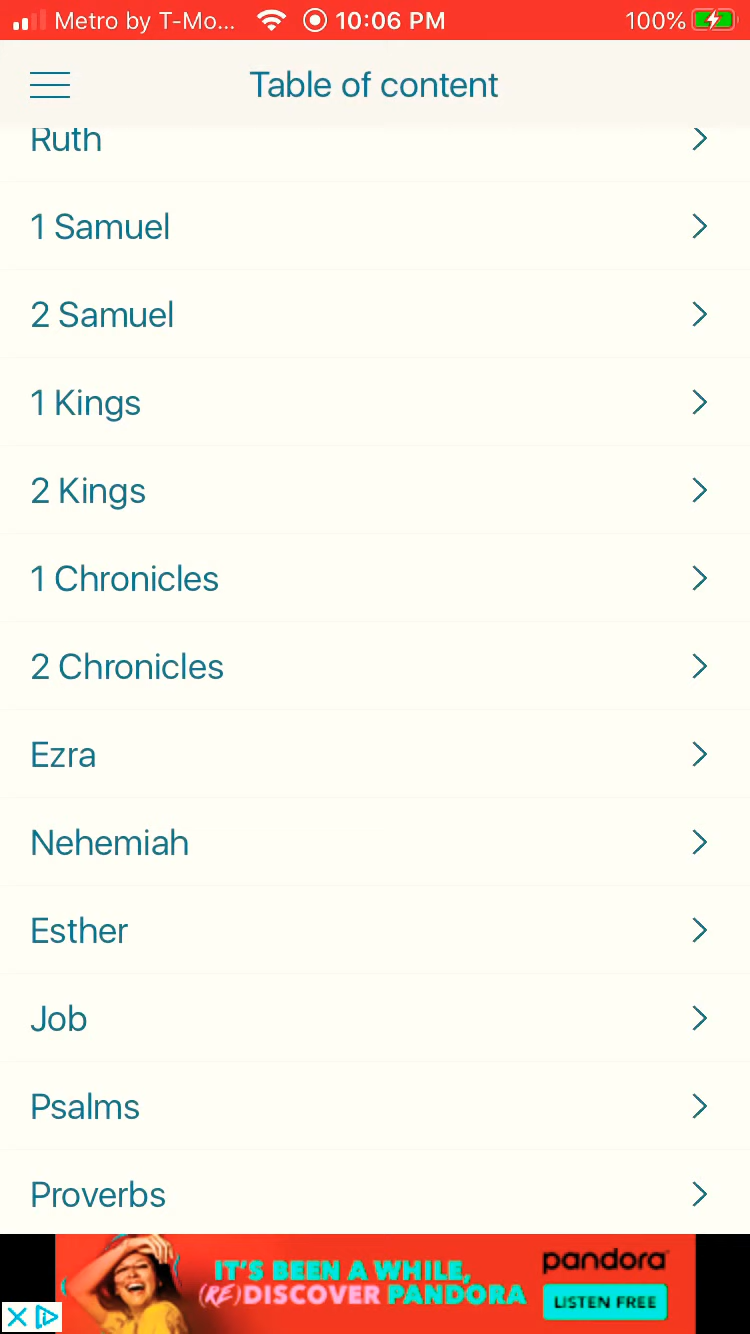 Metro by T-Mo... 10:06 PM 100%
Table of content
Ruth
1 Samuel
2 Samuel
1 Kings
2 Kings
1 Chronicles
2 Chronicles
Ezra
Nehemiah
Esther
Job
Psalms
Proverbs
IT'S BEEN A WHILE,
(RE)DISCOVER PANDORA
pandora
LISTEN FREE